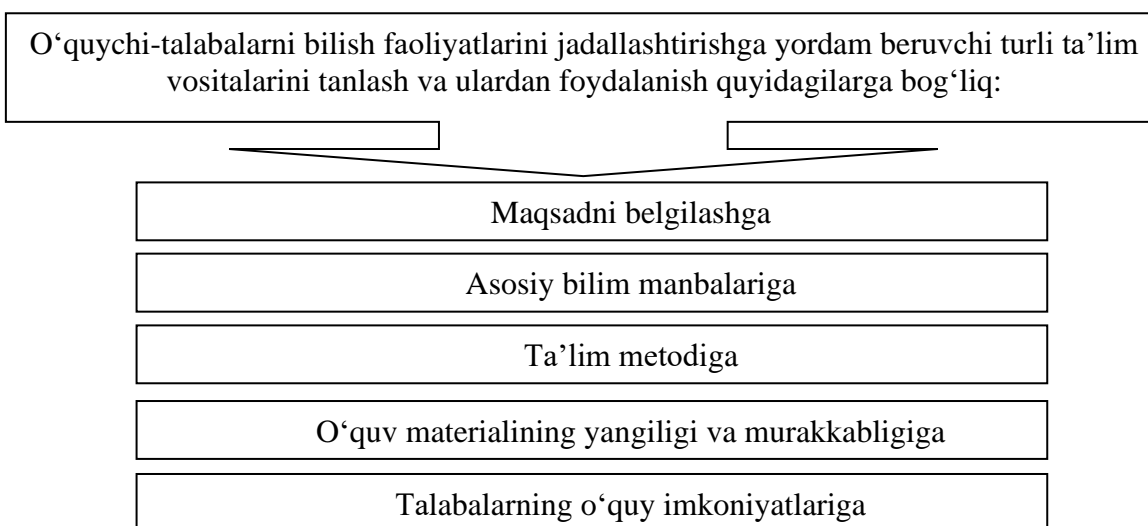 O‘quychi-talabalarni bilish faoliyatlarini jadallashtirishga yordam beruvchi turli ta’lim
vositalarini tanlash va ulardan foydalanish quyidagilarga bog‘liq:
Maqsadni belgilashga
Asosiy bilim manbalariga
Ta’lim metodiga
O‘quv materialining yangiligi va murakkabligiga
Talabalarning o‘quy imkoniyatlariga